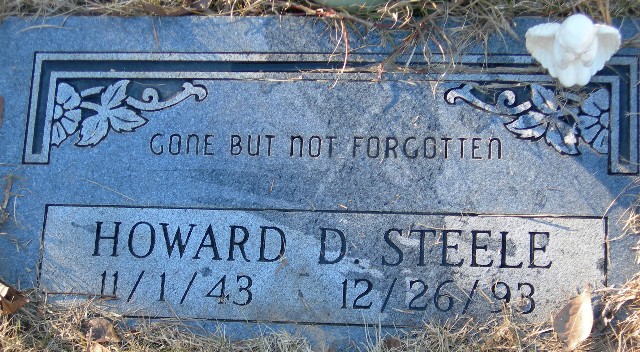 GONE BUT NOT FORGOTTEN
HOWARD D. STEELE
11/1/43 12/26/93